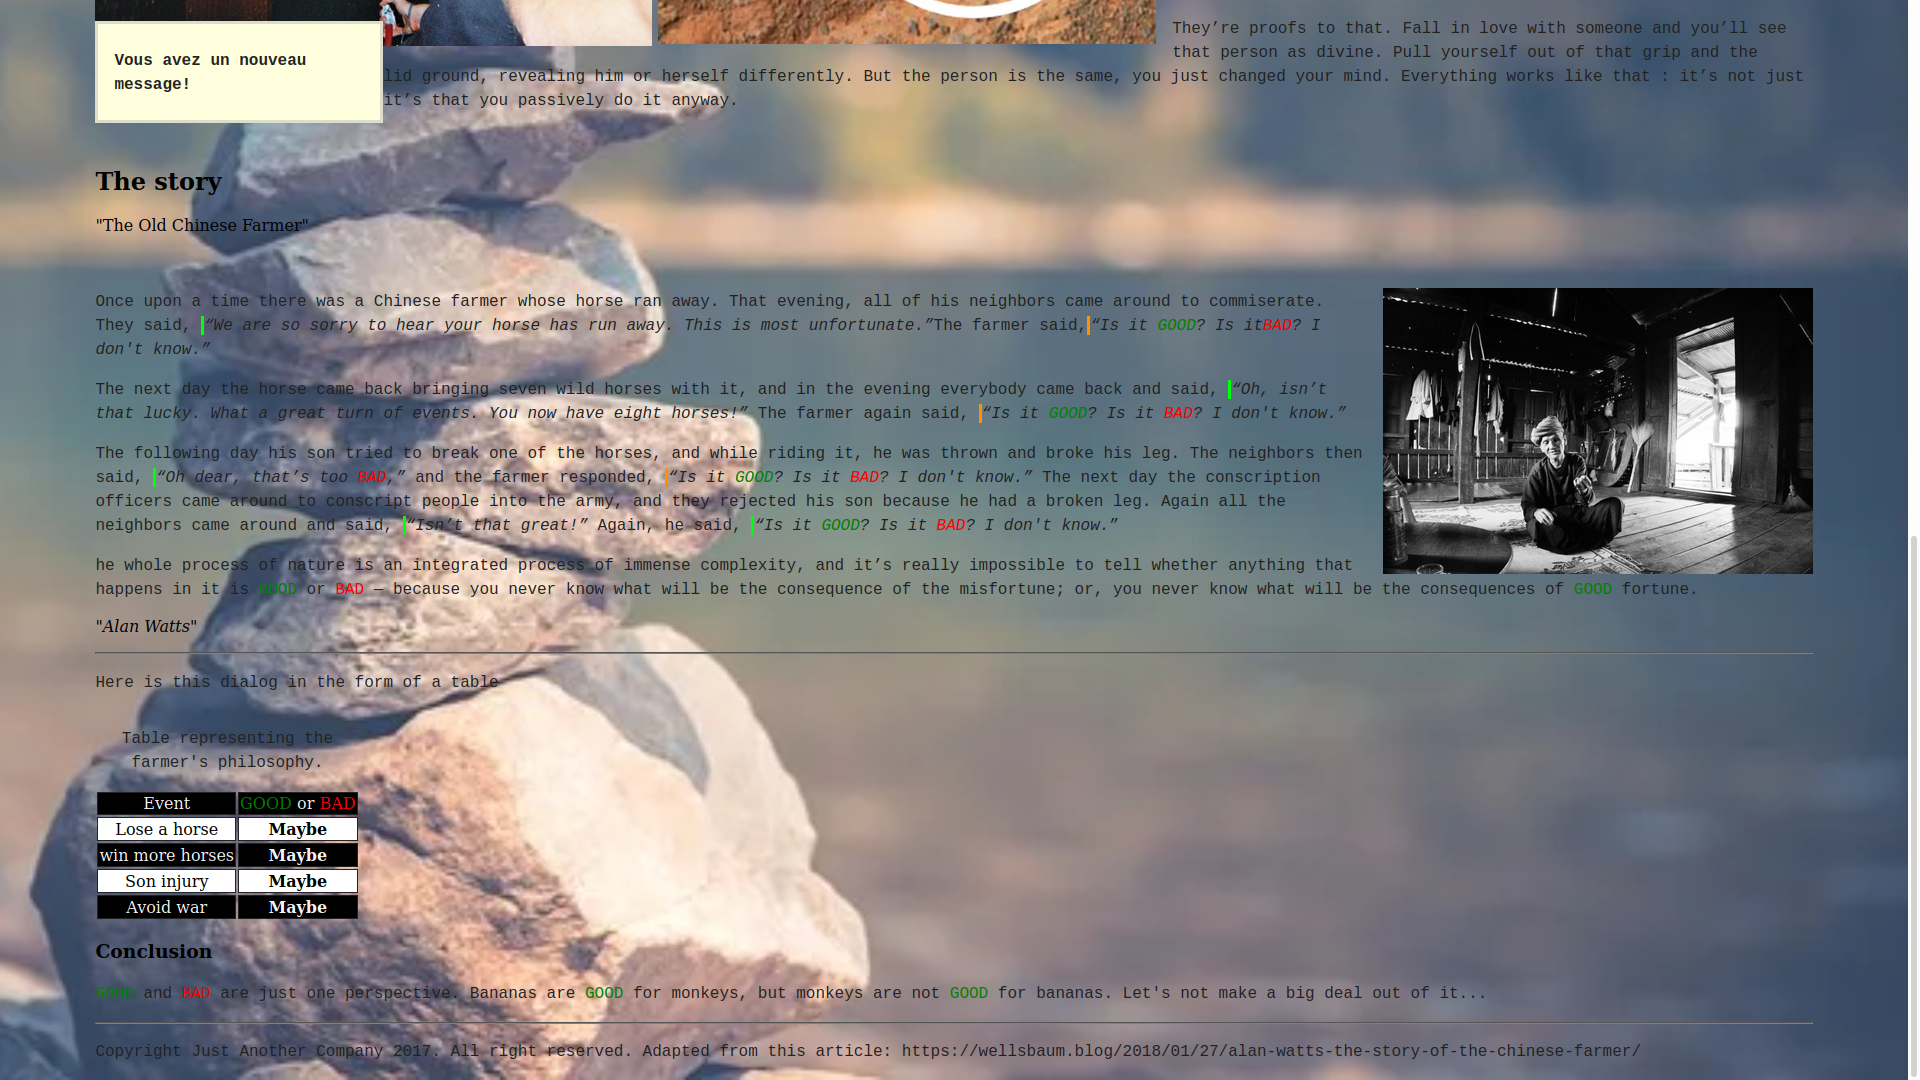 They’re proofs to that. Fall in love with someone and you’ll see
that person as divine. Pull yourself out of that grip and the
Vous avez un nouveau
message!
lid ground, revealing him or herself differently. But the person is the same, you just changed your mind. Everything works like that : it’s not just
it’s that you passively do it anyway.
The story
"The Old Chinese Farmer"
Once upon a time there was a Chinese farmer whose horse ran away. That evening, all of his neighbors came around to commiserate.
They said, “We are so sorry to hear your horse has run away. This is most unfortunate.”The farmer said,“Is it GOOD? Is itBAD? I
don't know.”
The next day the horse came back bringing seven wild horses with it, and in the evening everybody came back and said, “Oh, isn’t
that lucky. What a great turn of events. You now have eight horses!” The farmer again said, “Is it GOOD? Is it BAD? I don't know.”
The following day his son tried to break one of the horses, and while riding it, he was thrown and broke his leg. The neighbors then
said, “Oh dear, that’s too BAD,” and the farmer responded, “Is it GOOD? Is it BAD? I don't know.” The next day the conscription
officers came around to conscript people into the army, and they rejected his son because he had a broken leg. Again all the
neighbors came around and said, “Isn’t that great!” Again, he said, “Is it GOOD? Is it BAD? I don't know.”
he whole process of nature is an integrated process of immense complexity, and it’s really impossible to tell whether anything that
happens in it is GOOD or BAD — because you never know what will be the consequence of the misfortune; or, you never know what will be the consequences of GOOD fortune.
"Alan Watts"
Here is this dialog in the form of a table
Table representing the
farmer's philosophy.
Event GOOD or BAD
Lose a horse Maybe
win more horses Maybe
Son injury Maybe
Avoid war Maybe
Conclusion
GOOD and BAD are just one perspective. Bananas are GOOD for monkeys, but monkeys are not GOOD for bananas. Let's not make a big deal out of it...
Copyright Just Another Company 2017. All right reserved. Adapted from this article: https://wellsbaum.blog/2018/01/27/alan-watts-the-story-of-the-chinese-farmer/